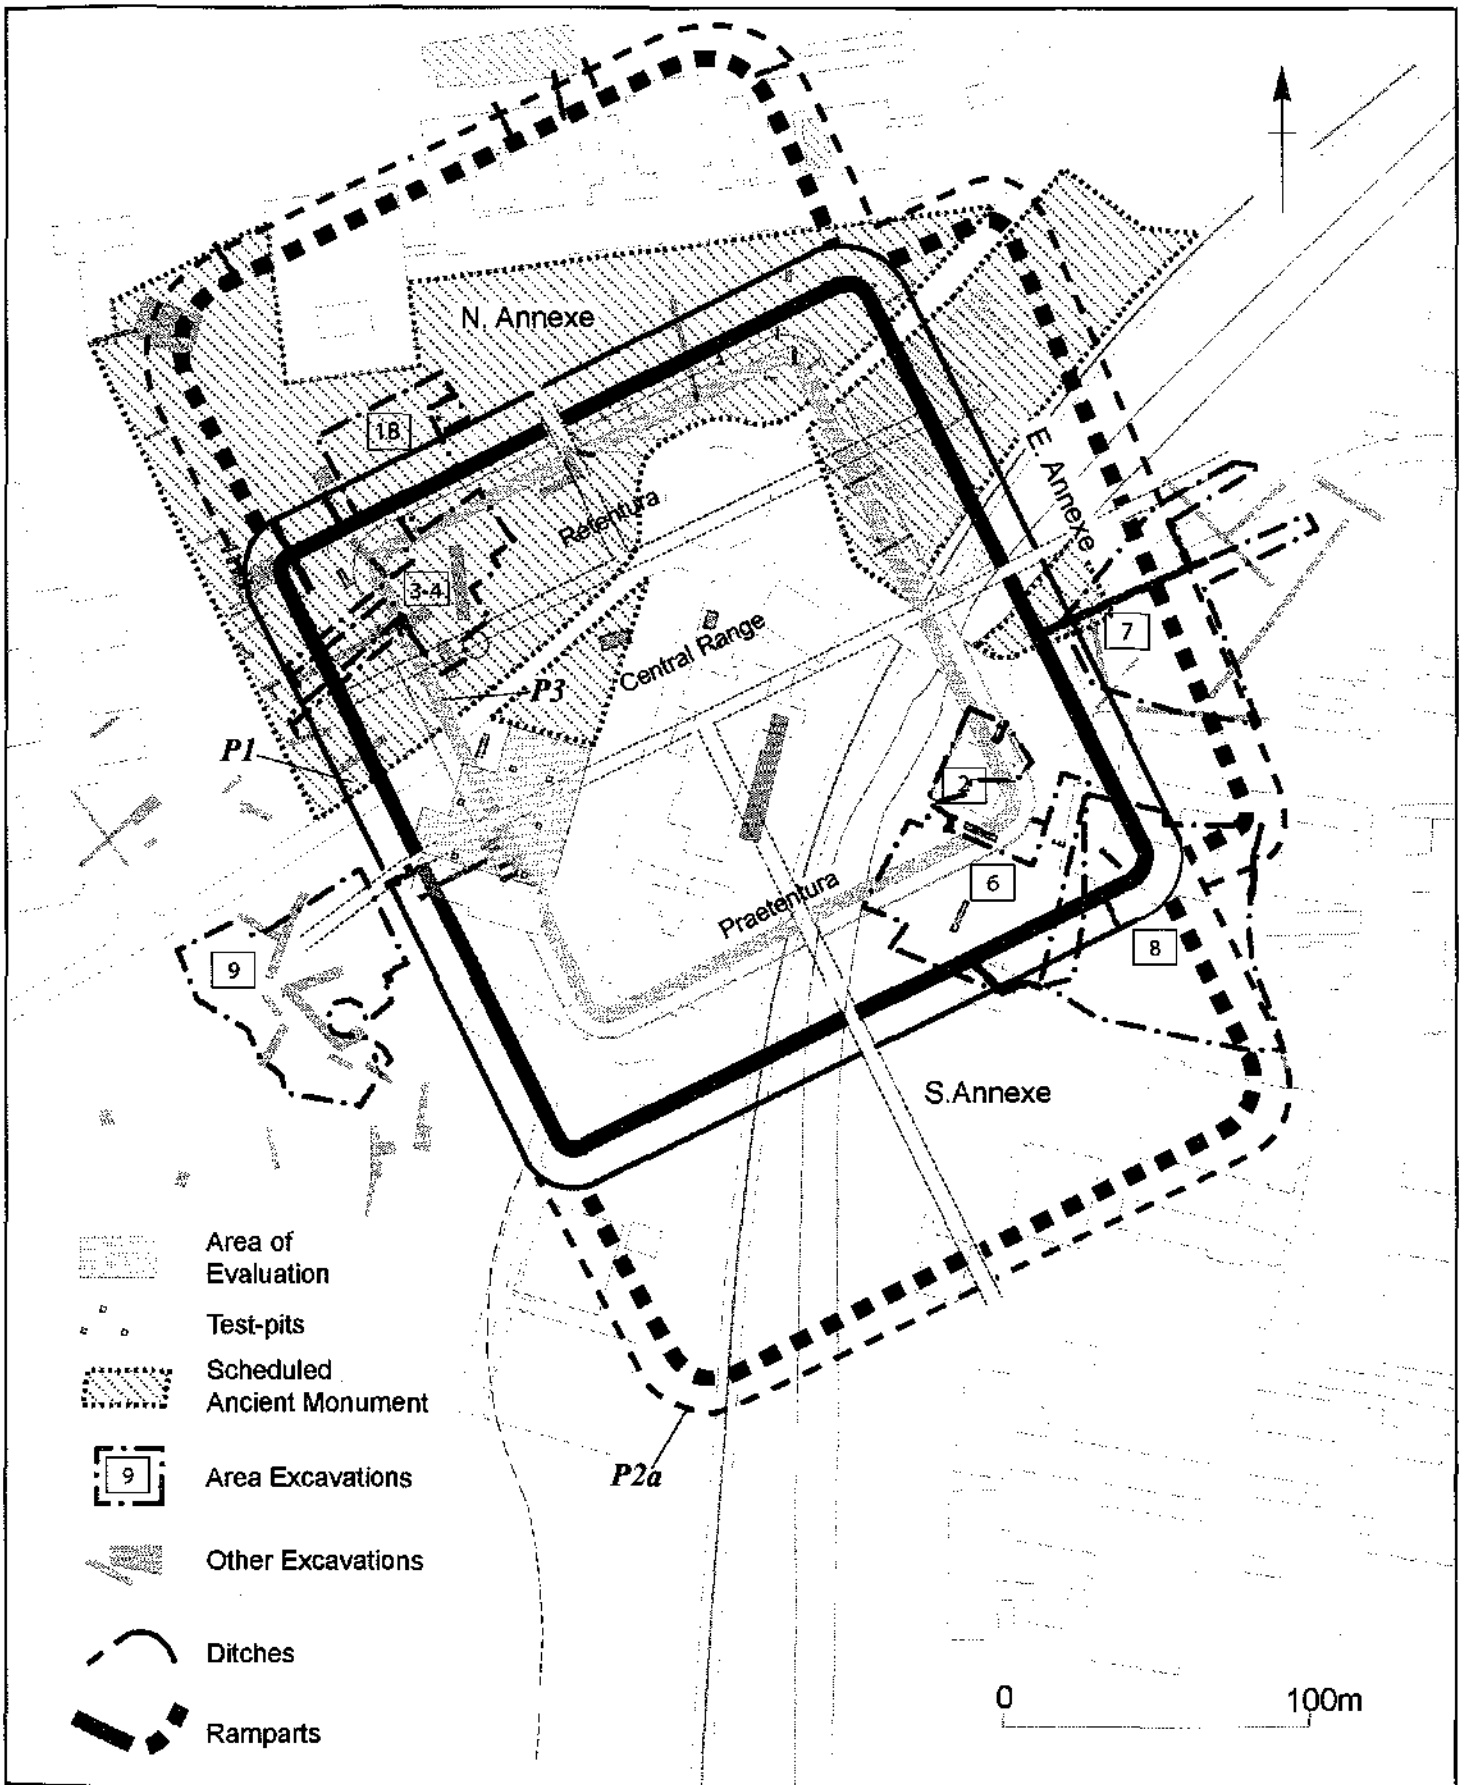 N. Annexe
18
E. Annexe
Retentura
3-4
7
Central Range
P3
P1
2
6
Praetentura
8
9
S.Annexe
Area of
Evaluation
Test-pits
Scheduled
Ancient Monument
9
Area Excavations
P2a
Other Excavations
Ditches
0 100m
Ramparts